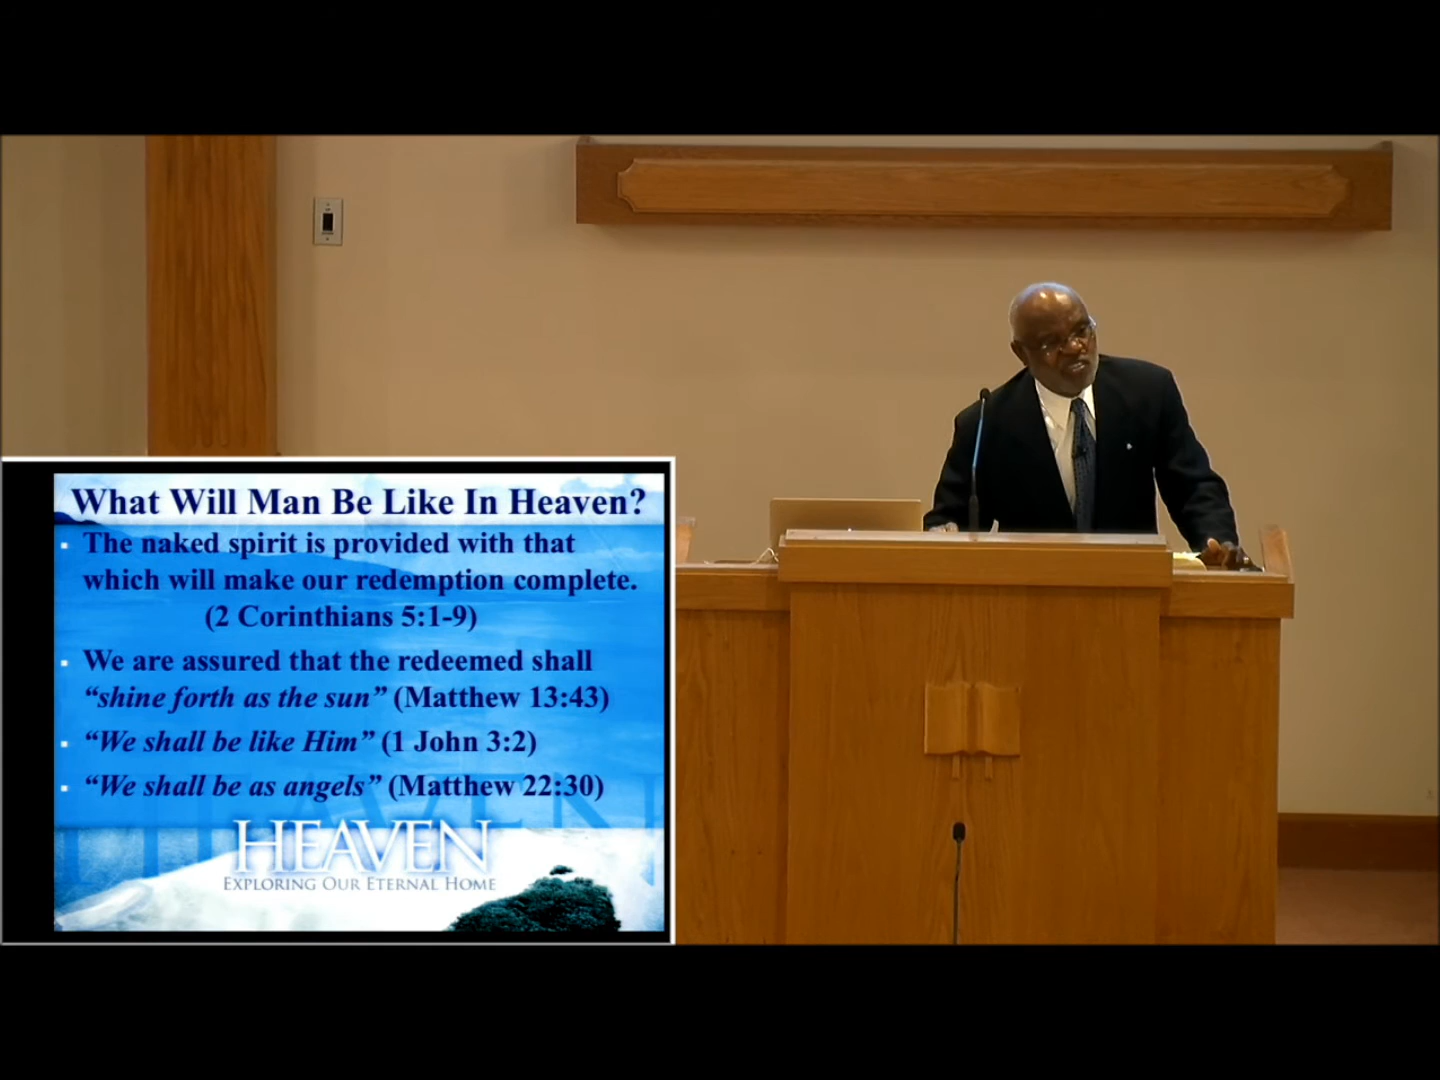 What Will Man Be Like In Heaven?
The naked spirit is provided with that
which will make our redemption complete.
(2 Corinthians 5:1-9)
We are assured that the redeemed shall
“shine forth as the sun” (Matthew 13:43)
“We shall be like Him” (1 John 3:2)
“We shall be as angels” (Matthew 22:30)
HEAVEN
HEAVEN
EXPLORING OUR ETERNAL HOME